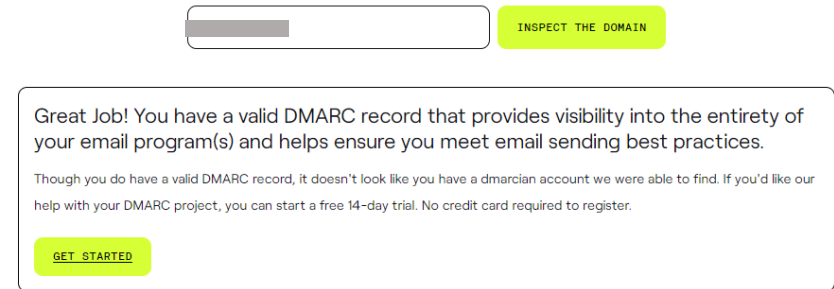 INSPECT THE DOMAIN
Great Job! You have a valid DMARC record that provides visibility into the entirety of
your email program(s) and helps ensure you meet email sending best practices.
Though you do have a valid DMARC record, it doesn't look like you have a dmarcian account we were able to find. If you'd like our
help with your DMARC project, you can start a free 14-day trial. No credit card required to register.
GET STARTED